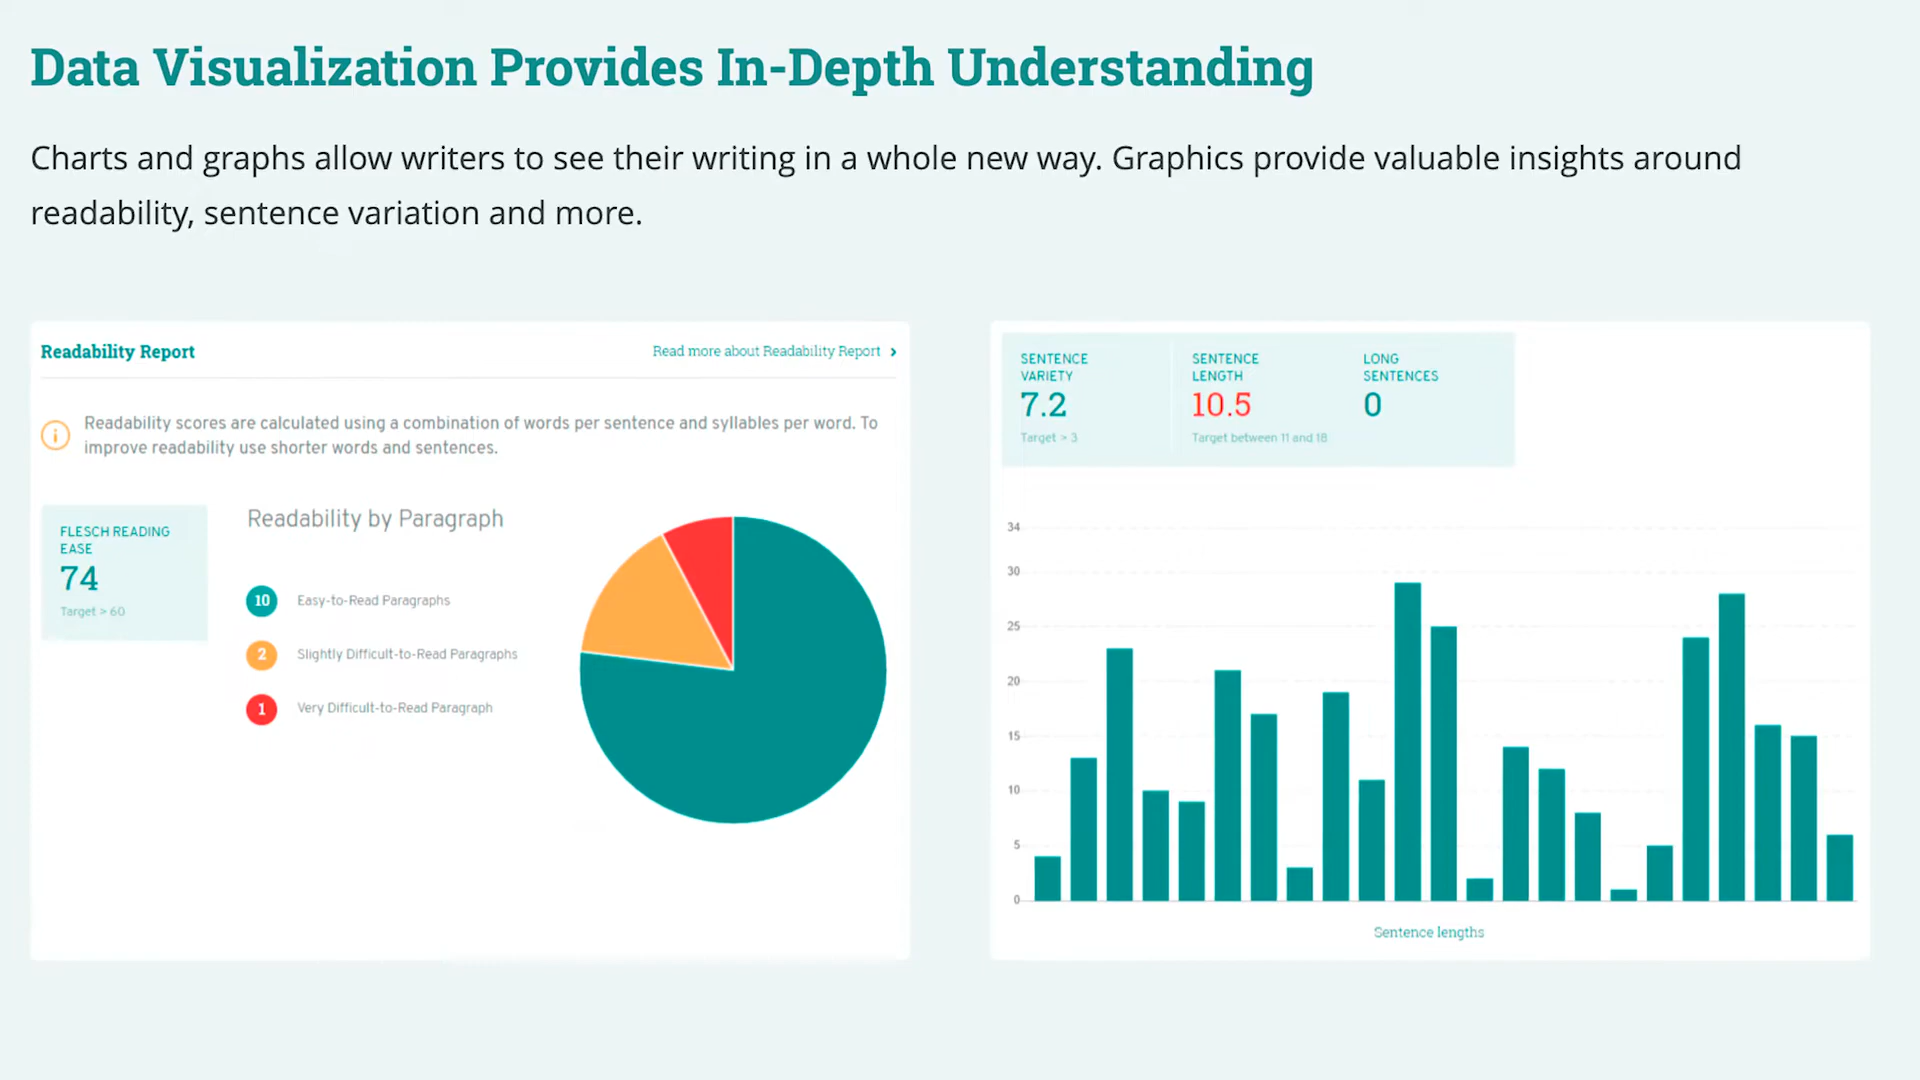 Data Visualization Provides In-Depth Understanding
Charts and graphs allow writers to see their writing in a whole new way. Graphics provide valuable insights around
readability, sentence variation and more.
Readability Report
Read more about Readability Report
Readability scores are calculated using a combination of words per sentence and syllables per word. To
improve readability use shorter words and sentences.
FLESCH READING
EASE
74
Target > 60
Readability by Paragraph
10 Easy-to-Read Paragraphs
2 Slightly Difficult-to-Read Paragraphs
1 Very Difficult-to-Read Paragraph
SENTENCE
VARIETY
7.2
Target > 3
SENTENCE
LENGTH
10.5
Target between 11 and 18
LONG
SENTENCES
0
34
30
25
20
15
10
5
0
Sentence lengths